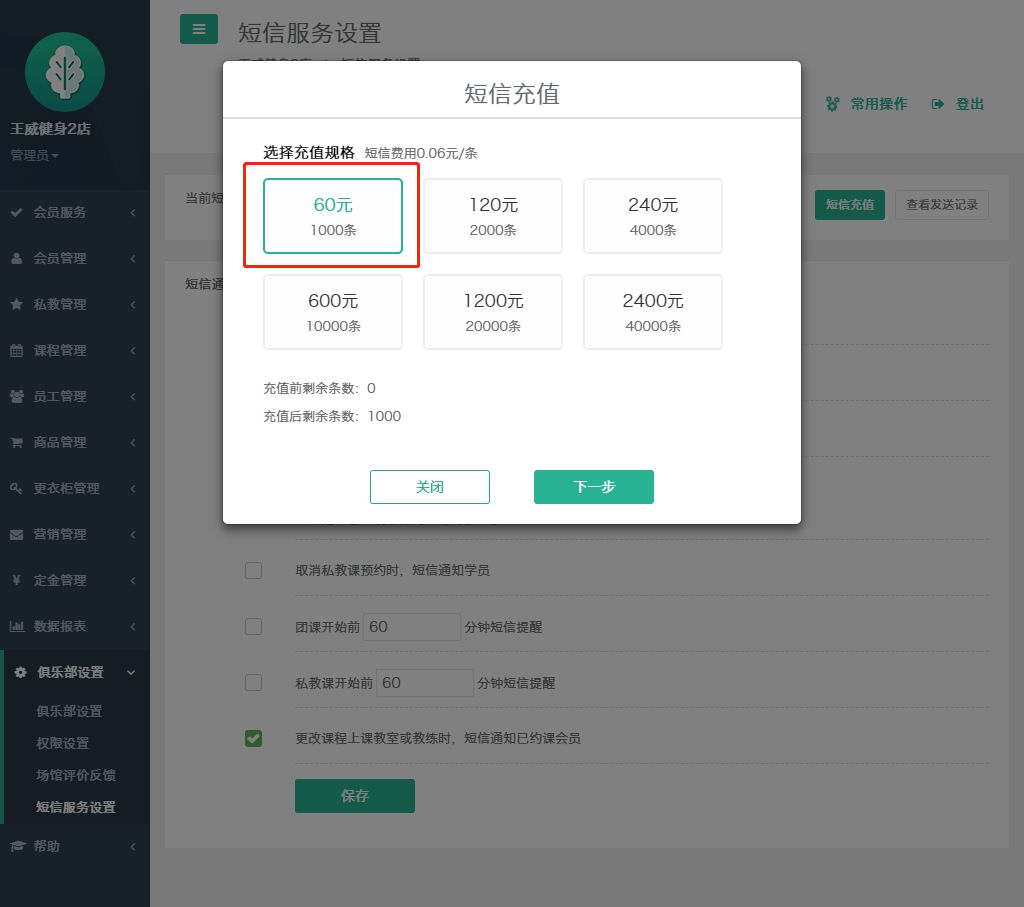 短信服务设置
王威健身2店
管理员
常用操作
登出
会员服务
会员管理
私教管理
课程管理
员工管理
商品管理
更衣柜管理
营销管理
定金管理
数据报表
俱乐部设置
俱乐部设置
权限设置
场馆评价反馈
短信服务设置
帮助
当前短
短信充值
查看发送记录
短信通
短信充值
选择充值规格 短信费用0.06元/条
60元
1000条
120元
2000条
240元
4000条
600元
10000条
1200元
20000条
2400元
40000条
充值前剩余条数：0
充值后剩余条数：1000
关闭
下一步
取消私教课预约时，短信通知学员
团课开始前 60 分钟短信提醒
私教课开始前 60 分钟短信提醒
更改课程上课教室或教练时，短信通知已约课会员
保存